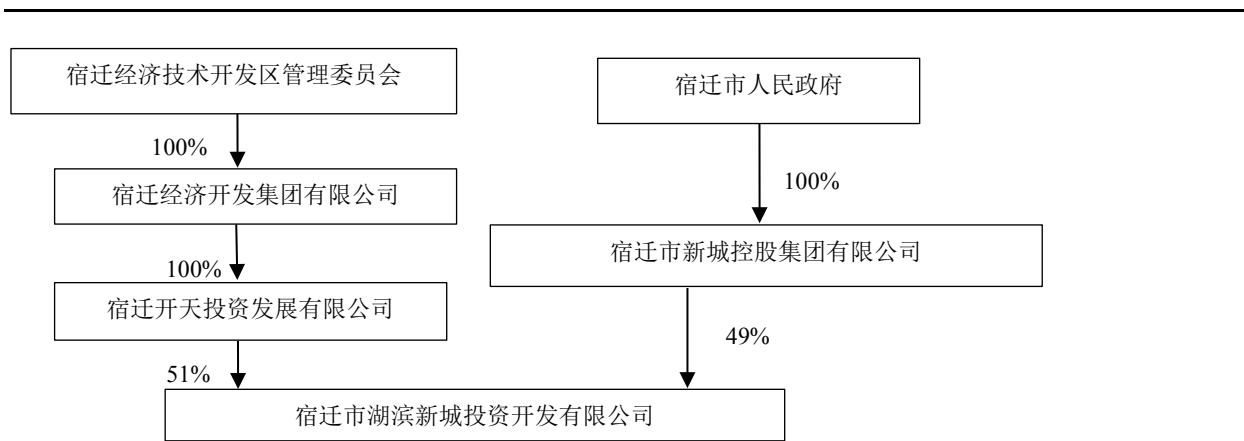 宿迁经济技术开发区管理委员会
宿迁市人民政府
100%
100%
宿迁经济开发集团有限公司
宿迁市新城控股集团有限公司
100%
宿迁开天投资发展有限公司
49%
51%
宿迁市湖滨新城投资开发有限公司